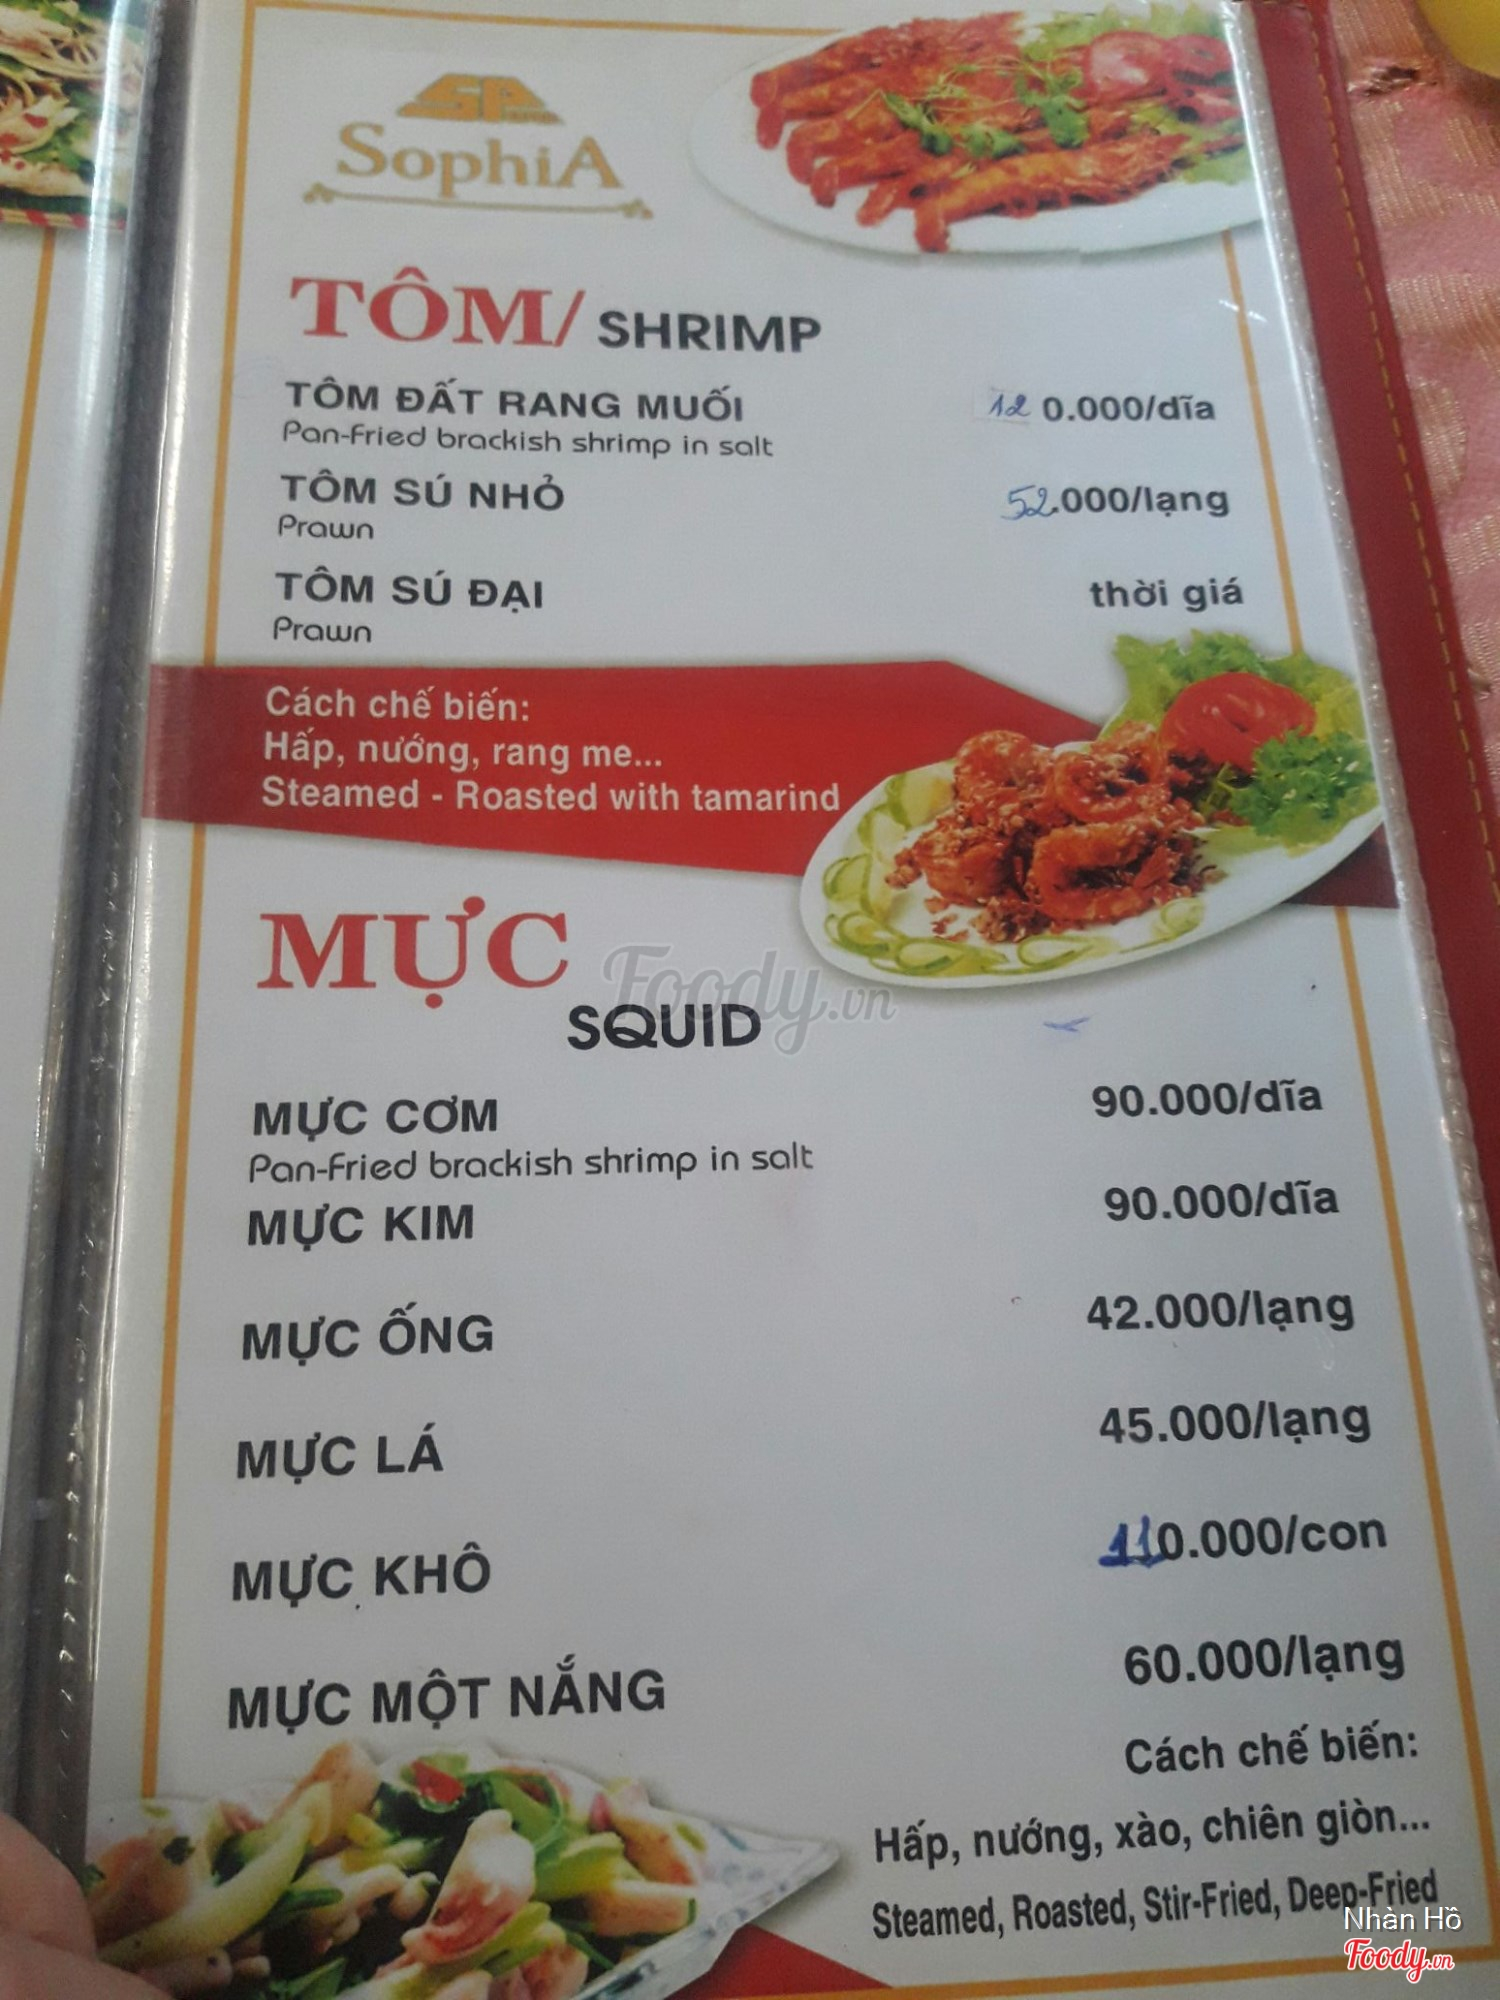 SP
SophiA
TÔM/ SHRIMP
TÔM ĐẤT RANG MUỐI 120.000/dĩa
Pan-Fried brackish shrimp in salt
TÔM SÚ NHỎ 52.000/lạng
Prawn
TÔM SÚ ĐẠI thời giá
Prawn
Cách chế biến:
Hấp, nướng, rang me...
Steamed - Roasted with tamarind
MỰC
SQUID
Foody.vn
MỰC CƠM 90.000/dĩa
Pan-Fried brackish shrimp in salt
MỰC KIM 90.000/dĩa
MỰC ỐNG 42.000/lạng
MỰC LÁ 45.000/lạng
MỰC KHÔ 110.000/con
MỰC MỘT NẮNG 60.000/lạng
Cách chế biến:
Hấp, nướng, xào, chiên giòn...
Steamed, Roasted, Stir-Fried, Deep-Fried
Nhàn Hồ
Foody.vn